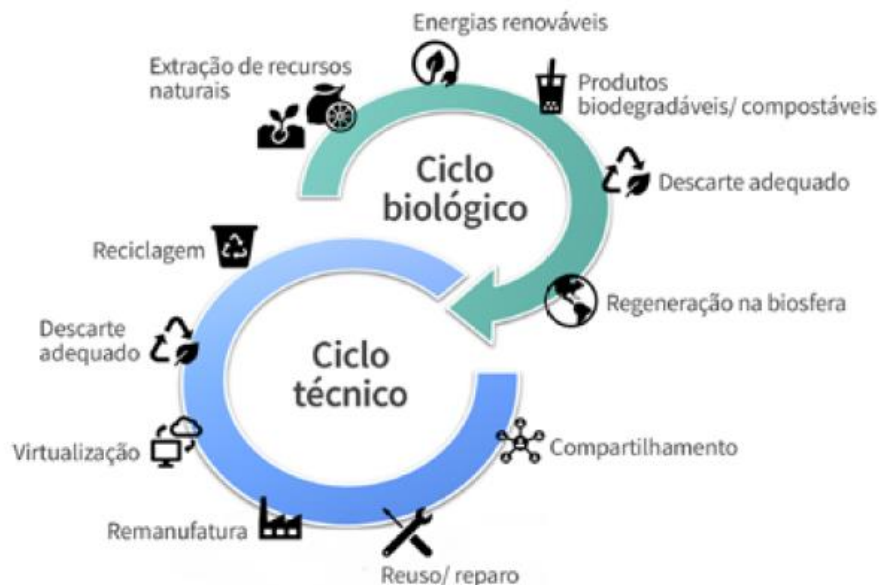 Energias renováveis
Extração de recursos
naturais
Produtos
biodegradáveis/ compostáveis
Ciclo
biológico
Descarte adequado
Reciclagem
Regeneração na biosfera
Descarte
adequado
Ciclo
técnico
Virtualização
Compartilhamento
Remanufatura
Reuso/ reparo